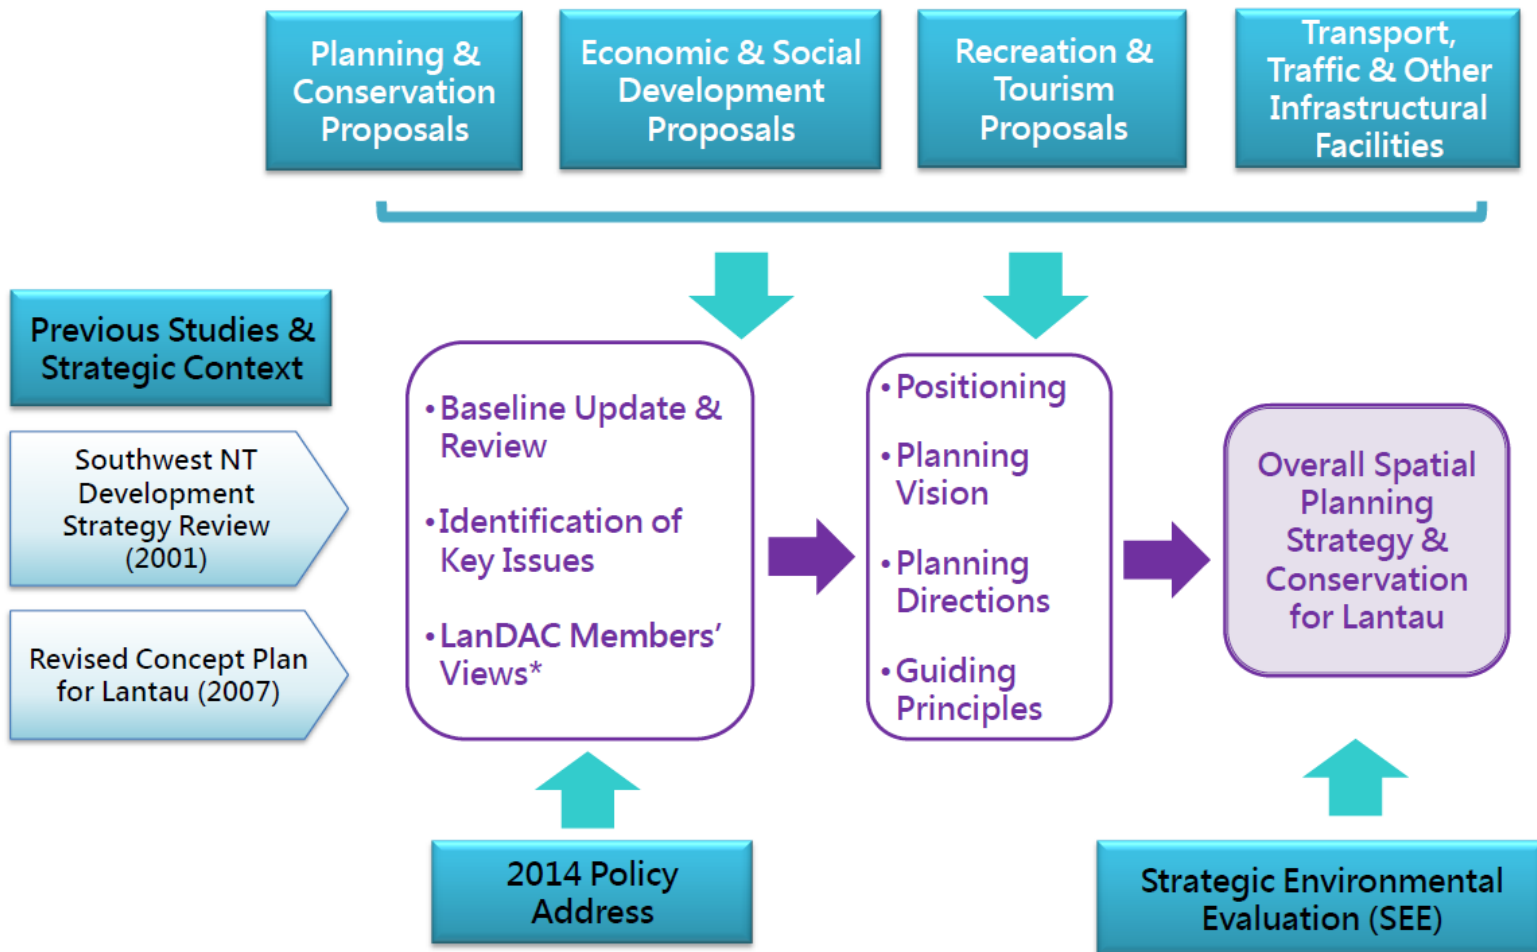 Planning &
Conservation
Proposals
Economic & Social
Development
Proposals
Recreation &
Tourism
Proposals
Transport,
Traffic & Other
Infrastructural
Facilities
Previous Studies &
Strategic Context
Southwest NT
Development
Strategy Review
(2001)
Revised Concept Plan
for Lantau (2007)
•Baseline Update &
Review
•Identification of
Key Issues
•LanDAC Members’
Views*
•Positioning
•Planning
Vision
•Planning
Directions
•Guiding
Principles
Overall Spatial
Planning
Strategy &
Conservation
for Lantau
2014 Policy
Address
Strategic Environmental
Evaluation (SEE)